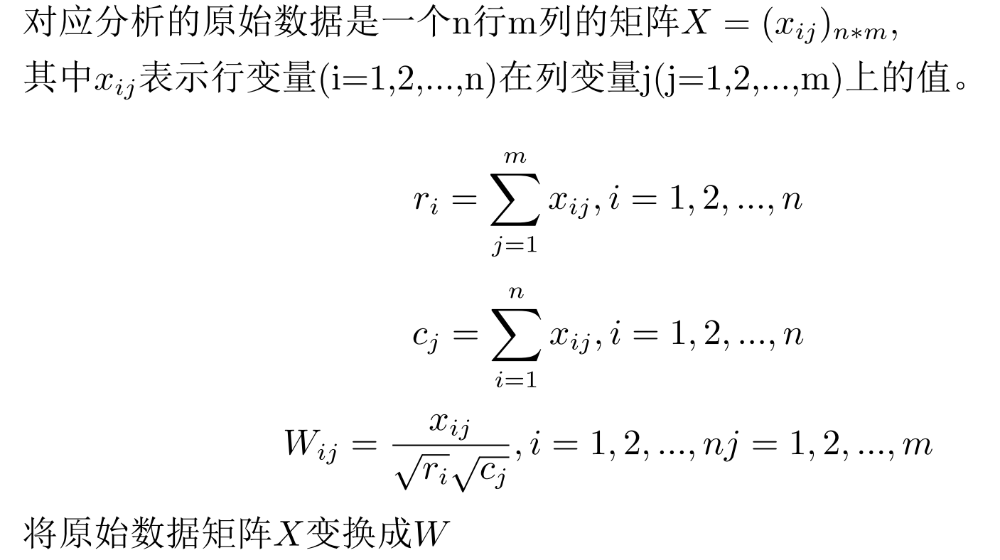 对应分析的原始数据是一个n行m列的矩阵$X = (x_{ij})_{n*m}$,
其中$x_{ij}$表示行变量(i=1,2,...,n)在列变量j(j=1,2,...,m)上的值。
$r_i = \sum_{j=1}^{m} x_{ij}, i = 1, 2, ..., n$
$c_j = \sum_{i=1}^{n} x_{ij}, i = 1, 2, ..., n$
$W_{ij} = \frac{x_{ij}}{\sqrt{r_i}\sqrt{c_j}}, i = 1, 2, ..., nj = 1, 2, ..., m$
将原始数据矩阵$X$变换成$W$